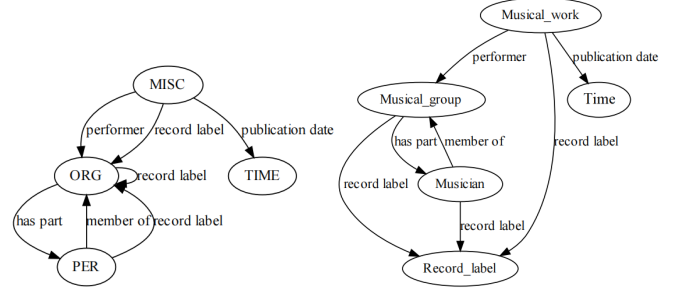 MISC
performer
record label
publication date
ORG
record label
TIME
has part
member of
record label
PER
Musical_work
performer
publication date
Musical_group
Time
has part
member of
record label
record label
Musician
record label
Record_label